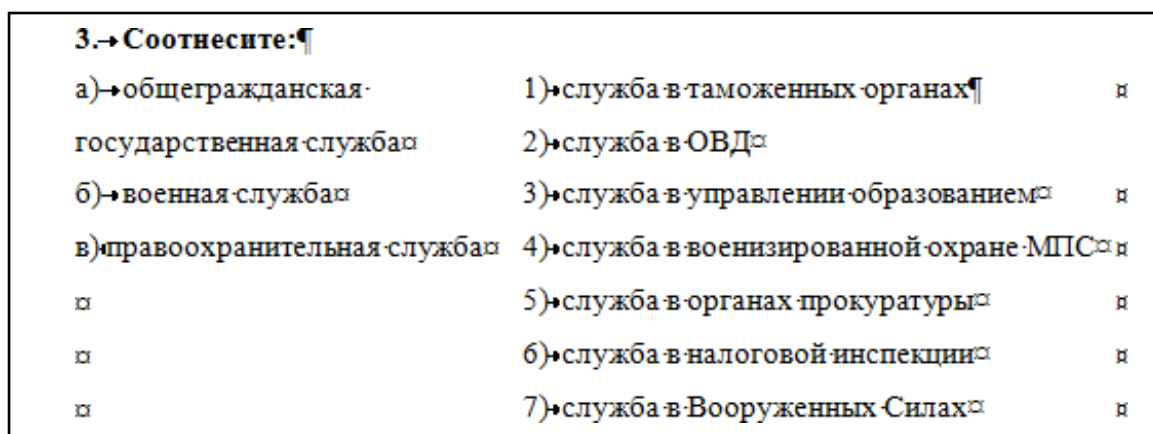 3.→Соотнесите:¶
а)→общегражданская·
государственная·служба¤
б)→военная·служба¤
в)→правоохранительная·служба¤
¤
¤
¤
1)→служба·в·таможенных·органах¶ ¤
2)→служба·в·ОВД¤
3)→служба·в·управлении·образованием¤ ¤
4)→служба·в·военизированной·охране·МПС¤ ¤
5)→служба·в·органах·прокуратуры¤ ¤
6)→служба·в·налоговой·инспекции¤ ¤
7)→служба·в·Вооруженных·Силах¤ ¤